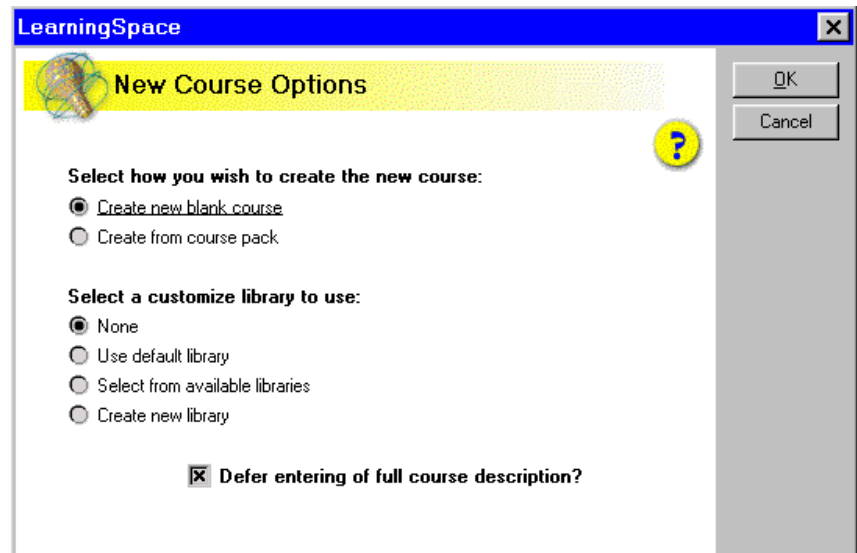 LearningSpace
New Course Options
OK
Cancel
?
Select how you wish to create the new course:
Create new blank course
Create from course pack
Select a customize library to use:
None
Use default library
Select from available libraries
Create new library
Defer entering of full course description?